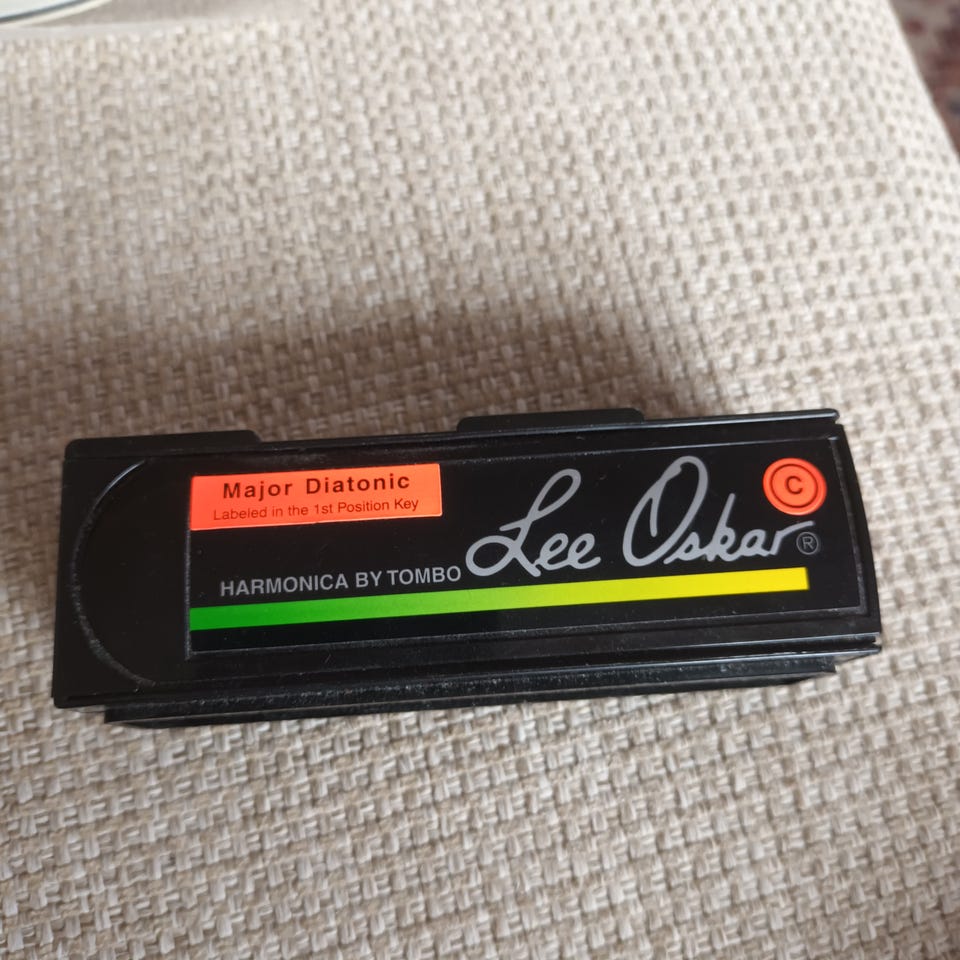 Major Diatonic
Labeled in the 1st Position Key
C
Lee Oskar®
HARMONICA BY TOMBO